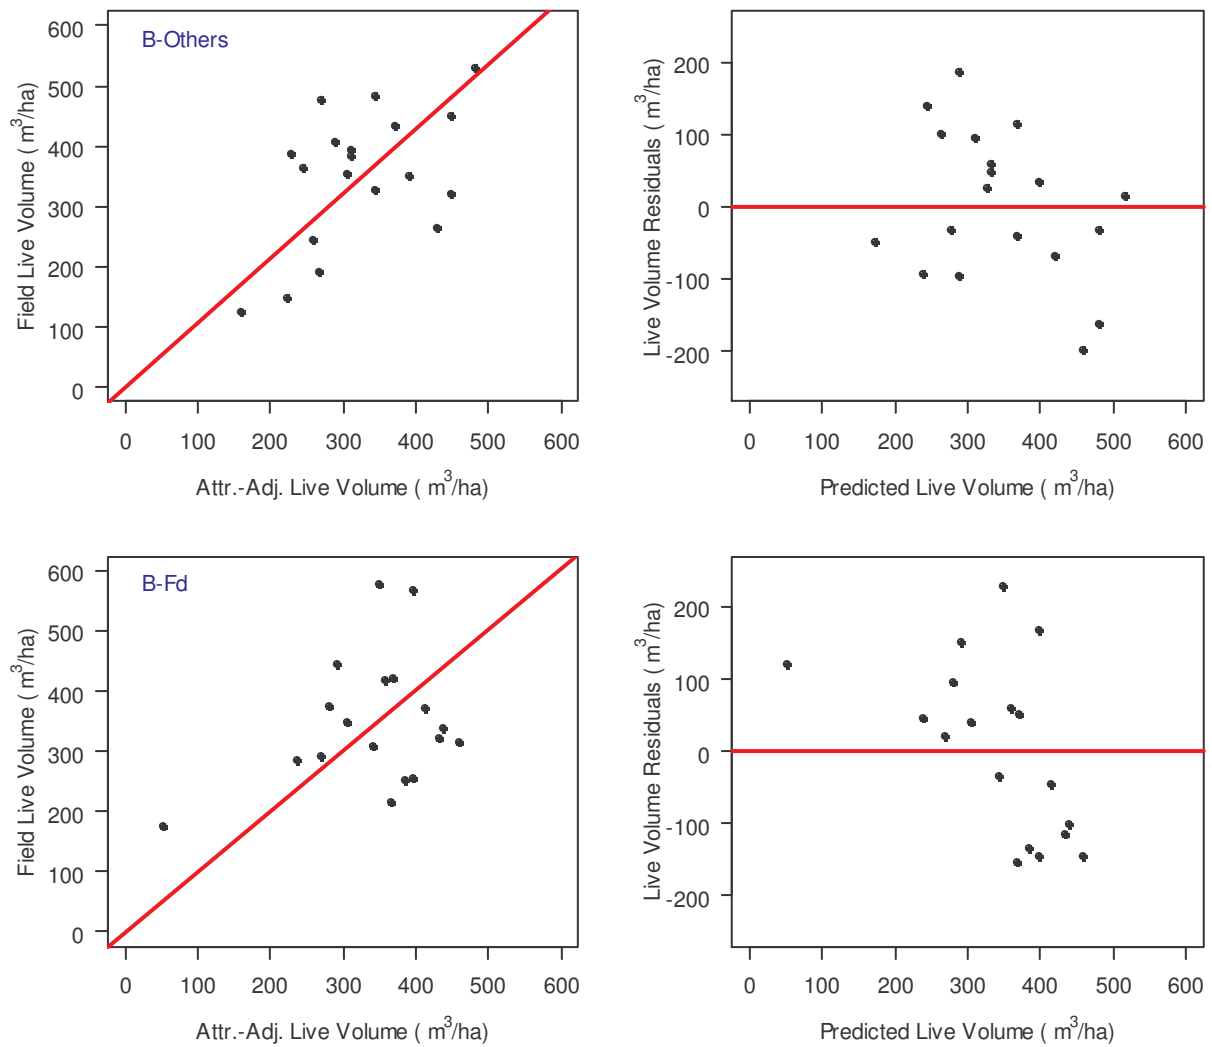 B-Others
Field Live Volume ( m³/ha)
600
500
400
300
200
100
0
0 100 200 300 400 500 600
Attr.-Adj. Live Volume ( m³/ha)
Live Volume Residuals ( m³/ha)
200
100
0
-100
-200
0 100 200 300 400 500 600
Predicted Live Volume ( m³/ha)
B-Fd
Field Live Volume ( m³/ha)
600
500
400
300
200
100
0
0 100 200 300 400 500 600
Attr.-Adj. Live Volume ( m³/ha)
Live Volume Residuals ( m³/ha)
200
100
0
-100
-200
0 100 200 300 400 500 600
Predicted Live Volume ( m³/ha)